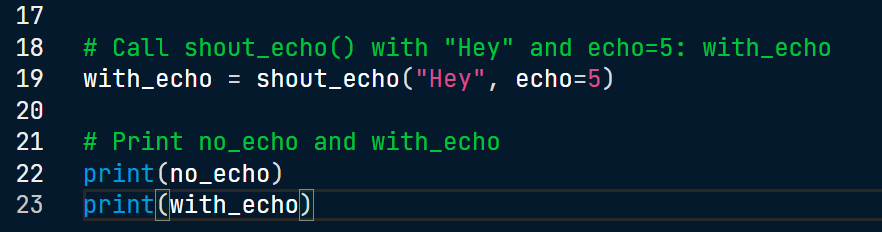 17
18 # Call shout_echo() with "Hey" and echo=5: with_echo
19 with_echo = shout_echo("Hey", echo=5)
20
21 # Print no_echo and with_echo
22 print(no_echo)
23 print(with_echo)